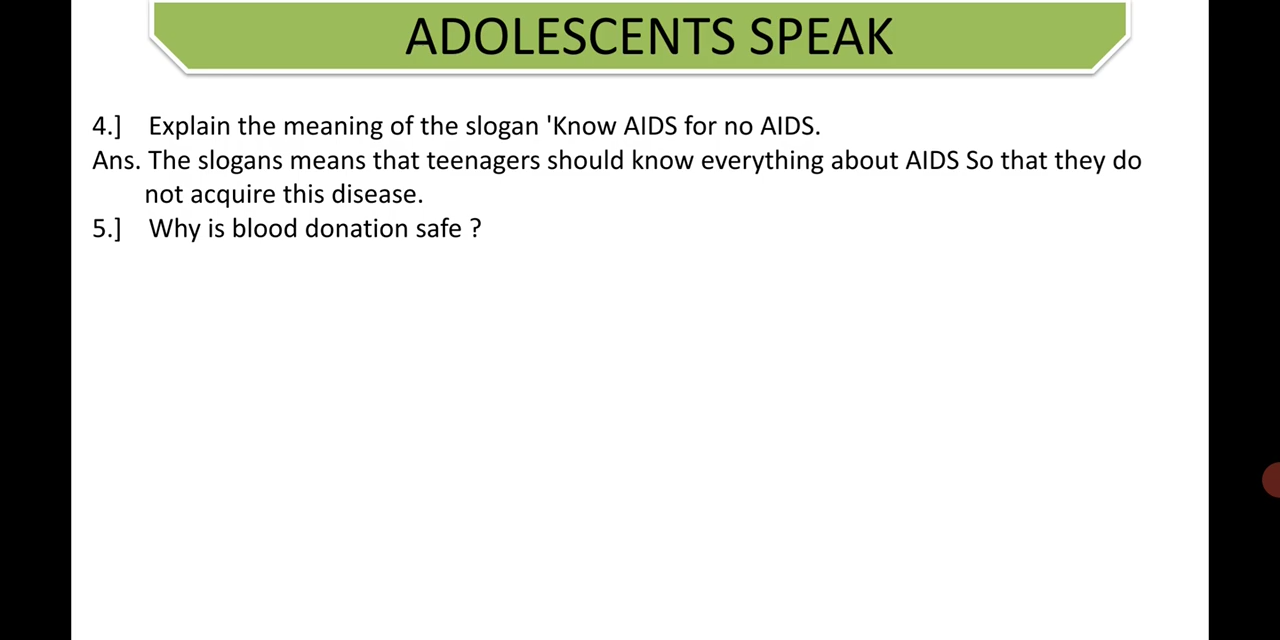 ADOLESCENTS SPEAK
4.] Explain the meaning of the slogan 'Know AIDS for no AIDS.
Ans. The slogans means that teenagers should know everything about AIDS So that they do
not acquire this disease.
5.] Why is blood donation safe ?